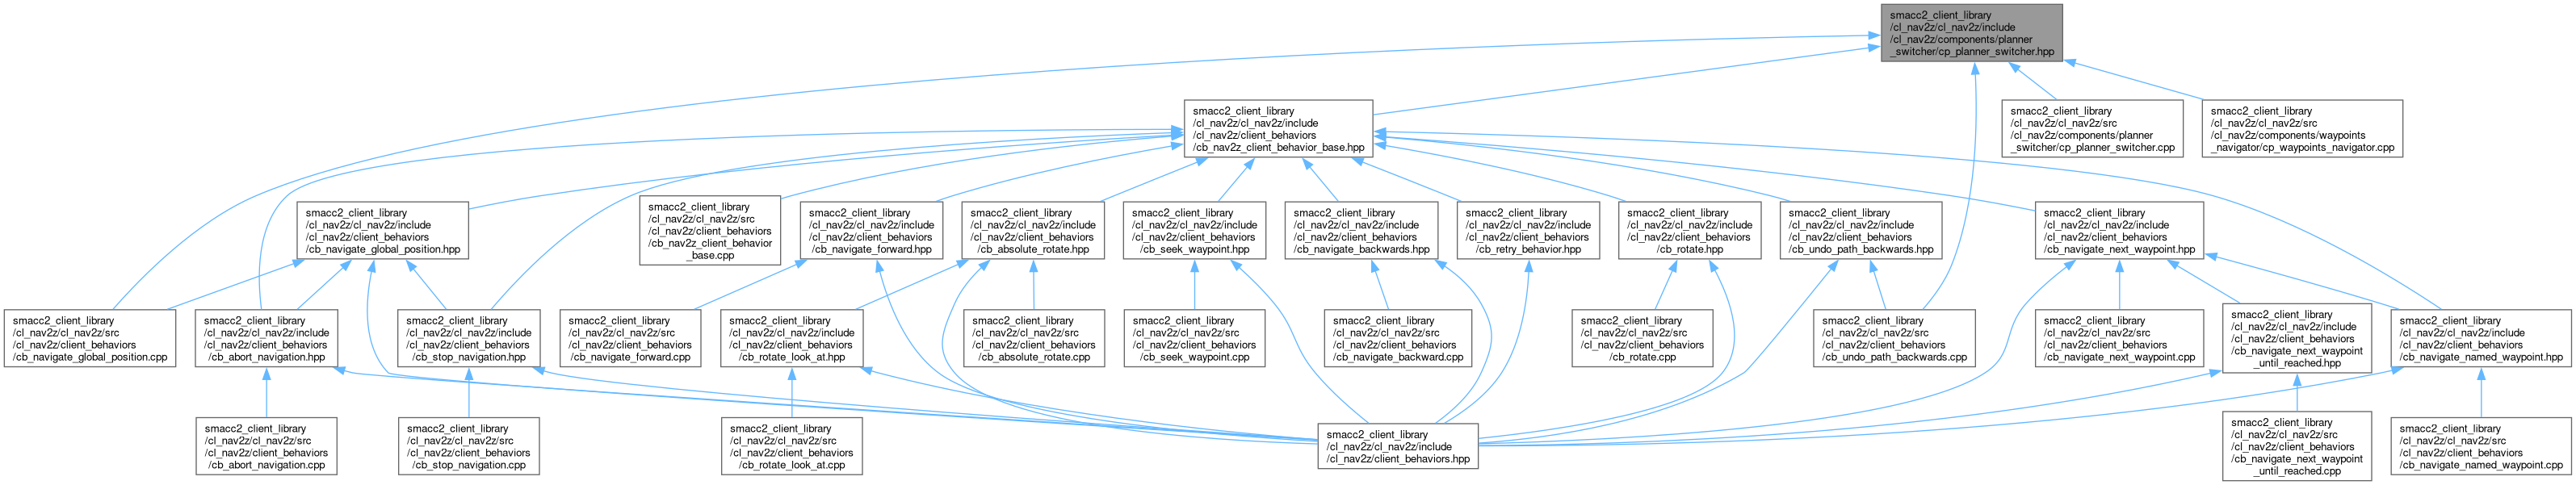 smacc2_client_library
/cl_nav2z/cl_nav2z/include
/cl_nav2z/components/planner
_switcher/cp_planner_switcher.hpp
smacc2_client_library
/cl_nav2z/cl_nav2z/include
/cl_nav2z/client_behaviors
/cb_nav2z_client_behavior_base.hpp
smacc2_client_library
/cl_nav2z/cl_nav2z/src
/cl_nav2z/components/planner
_switcher/cp_planner_switcher.cpp
smacc2_client_library
/cl_nav2z/cl_nav2z/src
/cl_nav2z/components/waypoints
_navigator/cp_waypoints_navigator.cpp
smacc2_client_library
/cl_nav2z/cl_nav2z/include
/cl_nav2z/client_behaviors
/cb_navigate_global_position.hpp
smacc2_client_library
/cl_nav2z/cl_nav2z/src
/cl_nav2z/client_behaviors
/cb_nav2z_client_behavior
_base.cpp
smacc2_client_library
/cl_nav2z/cl_nav2z/include
/cl_nav2z/client_behaviors
/cb_navigate_forward.hpp
smacc2_client_library
/cl_nav2z/cl_nav2z/include
/cl_nav2z/client_behaviors
/cb_absolute_rotate.hpp
smacc2_client_library
/cl_nav2z/cl_nav2z/include
/cl_nav2z/client_behaviors
/cb_seek_waypoint.hpp
smacc2_client_library
/cl_nav2z/cl_nav2z/include
/cl_nav2z/client_behaviors
/cb_navigate_backwards.hpp
smacc2_client_library
/cl_nav2z/cl_nav2z/include
/cl_nav2z/client_behaviors
/cb_retry_behavior.hpp
smacc2_client_library
/cl_nav2z/cl_nav2z/include
/cl_nav2z/client_behaviors
/cb_rotate.hpp
smacc2_client_library
/cl_nav2z/cl_nav2z/include
/cl_nav2z/client_behaviors
/cb_undo_path_backwards.hpp
smacc2_client_library
/cl_nav2z/cl_nav2z/include
/cl_nav2z/client_behaviors
/cb_navigate_next_waypoint.hpp
smacc2_client_library
/cl_nav2z/cl_nav2z/src
/cl_nav2z/client_behaviors
/cb_navigate_global_position.cpp
smacc2_client_library
/cl_nav2z/cl_nav2z/include
/cl_nav2z/client_behaviors
/cb_abort_navigation.hpp
smacc2_client_library
/cl_nav2z/cl_nav2z/include
/cl_nav2z/client_behaviors
/cb_stop_navigation.hpp
smacc2_client_library
/cl_nav2z/cl_nav2z/src
/cl_nav2z/client_behaviors
/cb_navigate_forward.cpp
smacc2_client_library
/cl_nav2z/cl_nav2z/include
/cl_nav2z/client_behaviors
/cb_rotate_look_at.hpp
smacc2_client_library
/cl_nav2z/cl_nav2z/src
/cl_nav2z/client_behaviors
/cb_absolute_rotate.cpp
smacc2_client_library
/cl_nav2z/cl_nav2z/src
/cl_nav2z/client_behaviors
/cb_seek_waypoint.cpp
smacc2_client_library
/cl_nav2z/cl_nav2z/src
/cl_nav2z/client_behaviors
/cb_navigate_backward.cpp
smacc2_client_library
/cl_nav2z/cl_nav2z/src
/cl_nav2z/client_behaviors
/cb_rotate.cpp
smacc2_client_library
/cl_nav2z/cl_nav2z/src
/cl_nav2z/client_behaviors
/cb_undo_path_backwards.cpp
smacc2_client_library
/cl_nav2z/cl_nav2z/src
/cl_nav2z/client_behaviors
/cb_navigate_next_waypoint.cpp
smacc2_client_library
/cl_nav2z/cl_nav2z/include
/cl_nav2z/client_behaviors
/cb_navigate_next_waypoint
_until_reached.hpp
smacc2_client_library
/cl_nav2z/cl_nav2z/include
/cl_nav2z/client_behaviors
/cb_navigate_named_waypoint.hpp
smacc2_client_library
/cl_nav2z/cl_nav2z/src
/cl_nav2z/client_behaviors
/cb_abort_navigation.cpp
smacc2_client_library
/cl_nav2z/cl_nav2z/src
/cl_nav2z/client_behaviors
/cb_stop_navigation.cpp
smacc2_client_library
/cl_nav2z/cl_nav2z/src
/cl_nav2z/client_behaviors
/cb_rotate_look_at.cpp
smacc2_client_library
/cl_nav2z/cl_nav2z/include
/cl_nav2z/client_behaviors.hpp
smacc2_client_library
/cl_nav2z/cl_nav2z/src
/cl_nav2z/client_behaviors
/cb_navigate_next_waypoint
_until_reached.cpp
smacc2_client_library
/cl_nav2z/cl_nav2z/src
/cl_nav2z/client_behaviors
/cb_navigate_named_waypoint.cpp